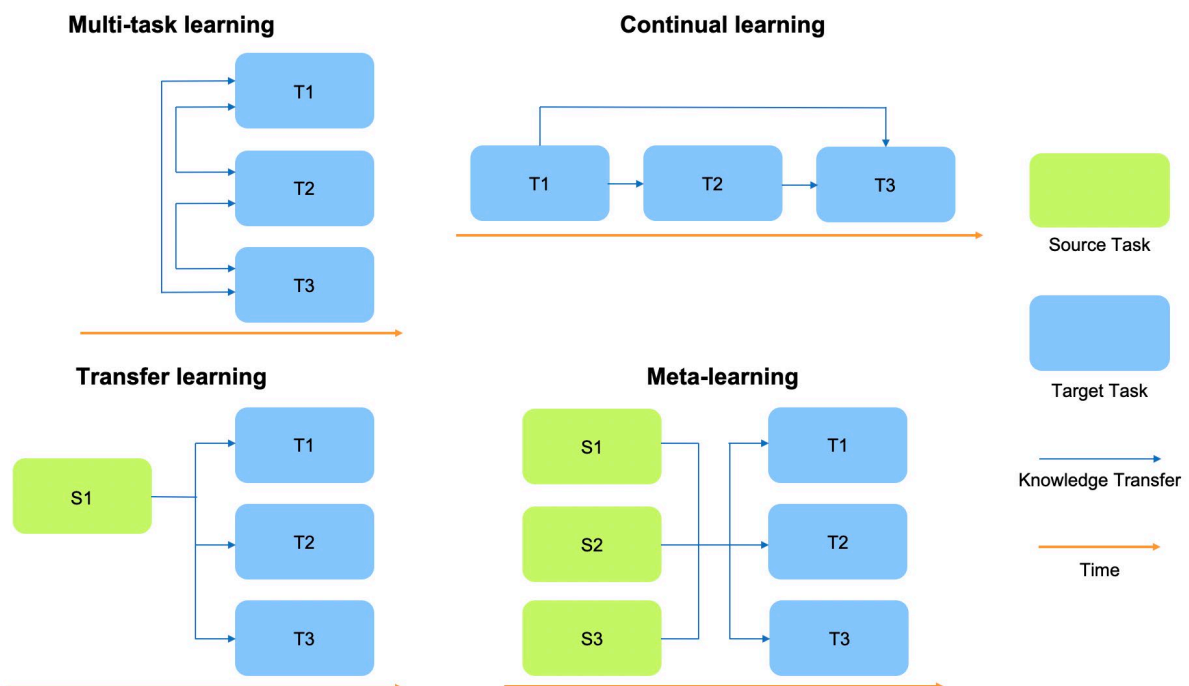 Multi-task learning
T1
T2
T3
Continual learning
T1
T2
T3
Source Task
Target Task
Knowledge Transfer
Time
Transfer learning
S1
T1
T2
T3
Meta-learning
S1
S2
S3
T1
T2
T3